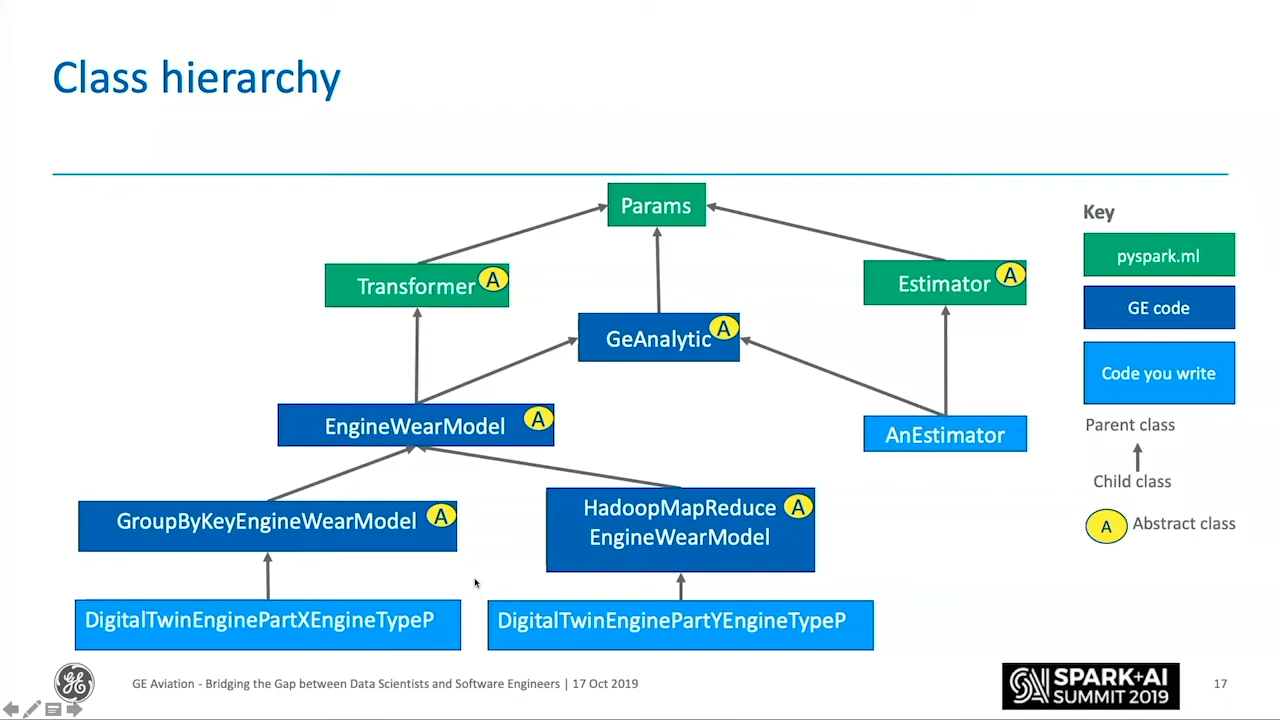 Class hierarchy
Params
Key
pyspark.ml
Transformer
A
Estimator
A
GE code
GeAnalytic
A
Code you write
EngineWearModel
A
AnEstimator
Parent class
Child class
GroupByKeyEngineWearModel
A
HadoopMapReduce
EngineWearModel
A
A
Abstract class
DigitalTwinEnginePartXEngineTypeP
DigitalTwinEnginePartYEngineTypeP
GE
GE Aviation - Bridging the Gap between Data Scientists and Software Engineers | 17 Oct 2019
SPARK+AI
SUMMIT 2019
17